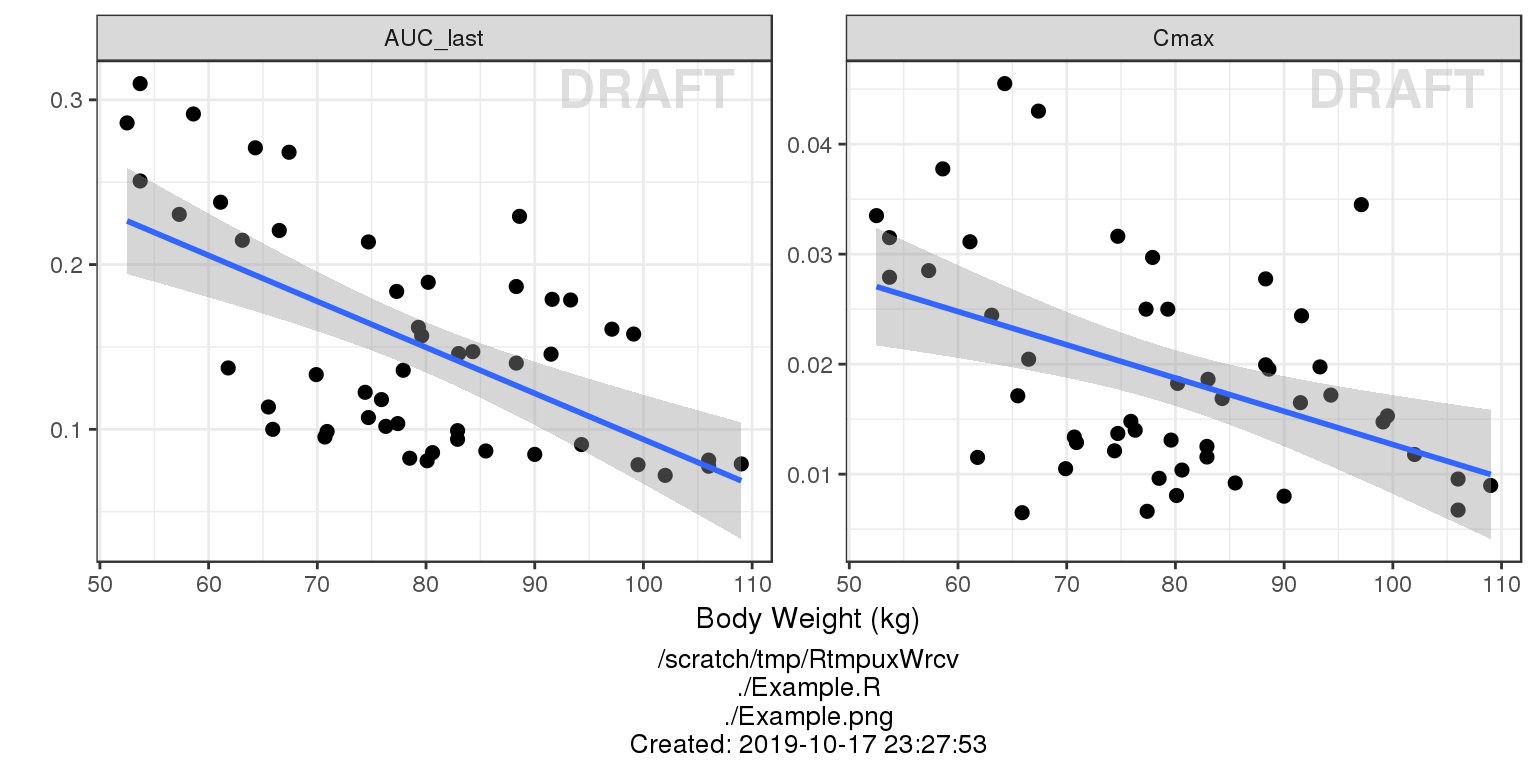 AUC_last
Cmax
DRAFT
DRAFT
0.3
0.2
0.1
0.04
0.03
0.02
0.01
50 60 70 80 90 100 110
50 60 70 80 90 100 110
Body Weight (kg)
/scratch/tmp/RtmpuxWrcv
./Example.R
./Example.png
Created: 2019-10-17 23:27:53